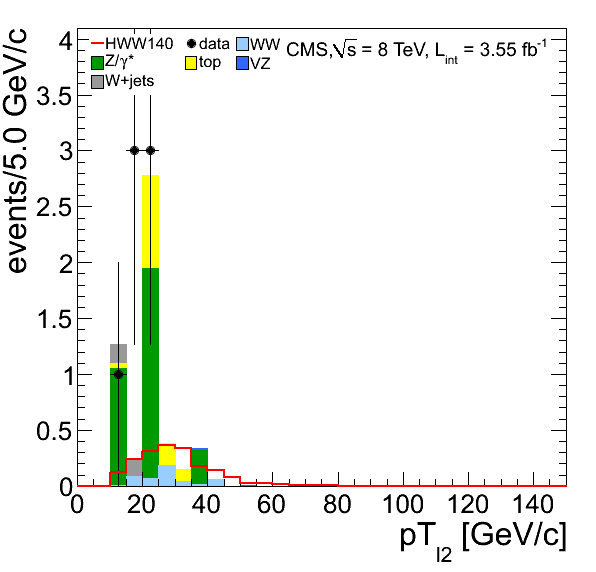 HWW140 data WW CMS,√s = 8 TeV, L_int = 3.55 fb^-1
Z/γ* top VZ
W+jets
events/5.0 GeV/c
4
3.5
3
2.5
2
1.5
1
0.5
0
0 20 40 60 80 100 120 140
pT_l2 [GeV/c]